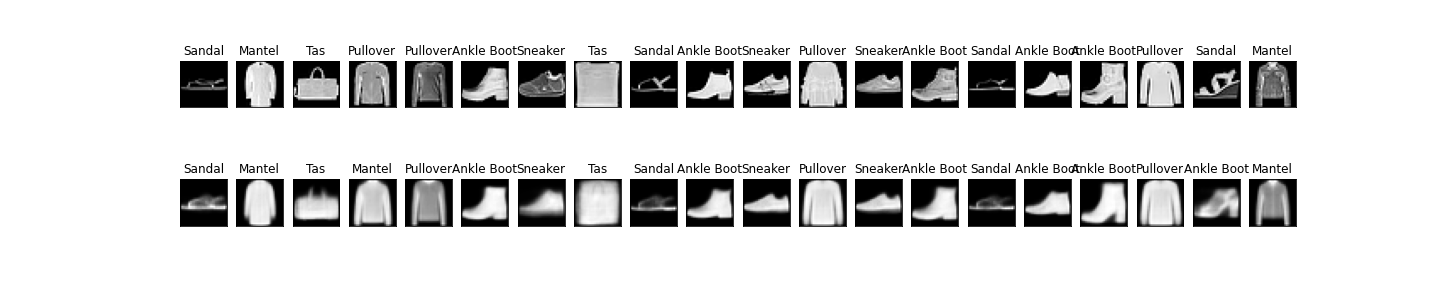 Sandal Mantel Tas Pullover Pullover Ankle Boot Sneaker Tas Sandal Ankle Boot Sneaker Pullover Sneaker Ankle Boot Sandal Ankle Boot Ankle Boot Pullover Sandal Mantel
Sandal Mantel Tas Mantel Pullover Ankle Boot Sneaker Tas Sandal Ankle Boot Sneaker Pullover Sneaker Ankle Boot Sandal Ankle Boot Ankle Boot Pullover Ankle Boot Mantel